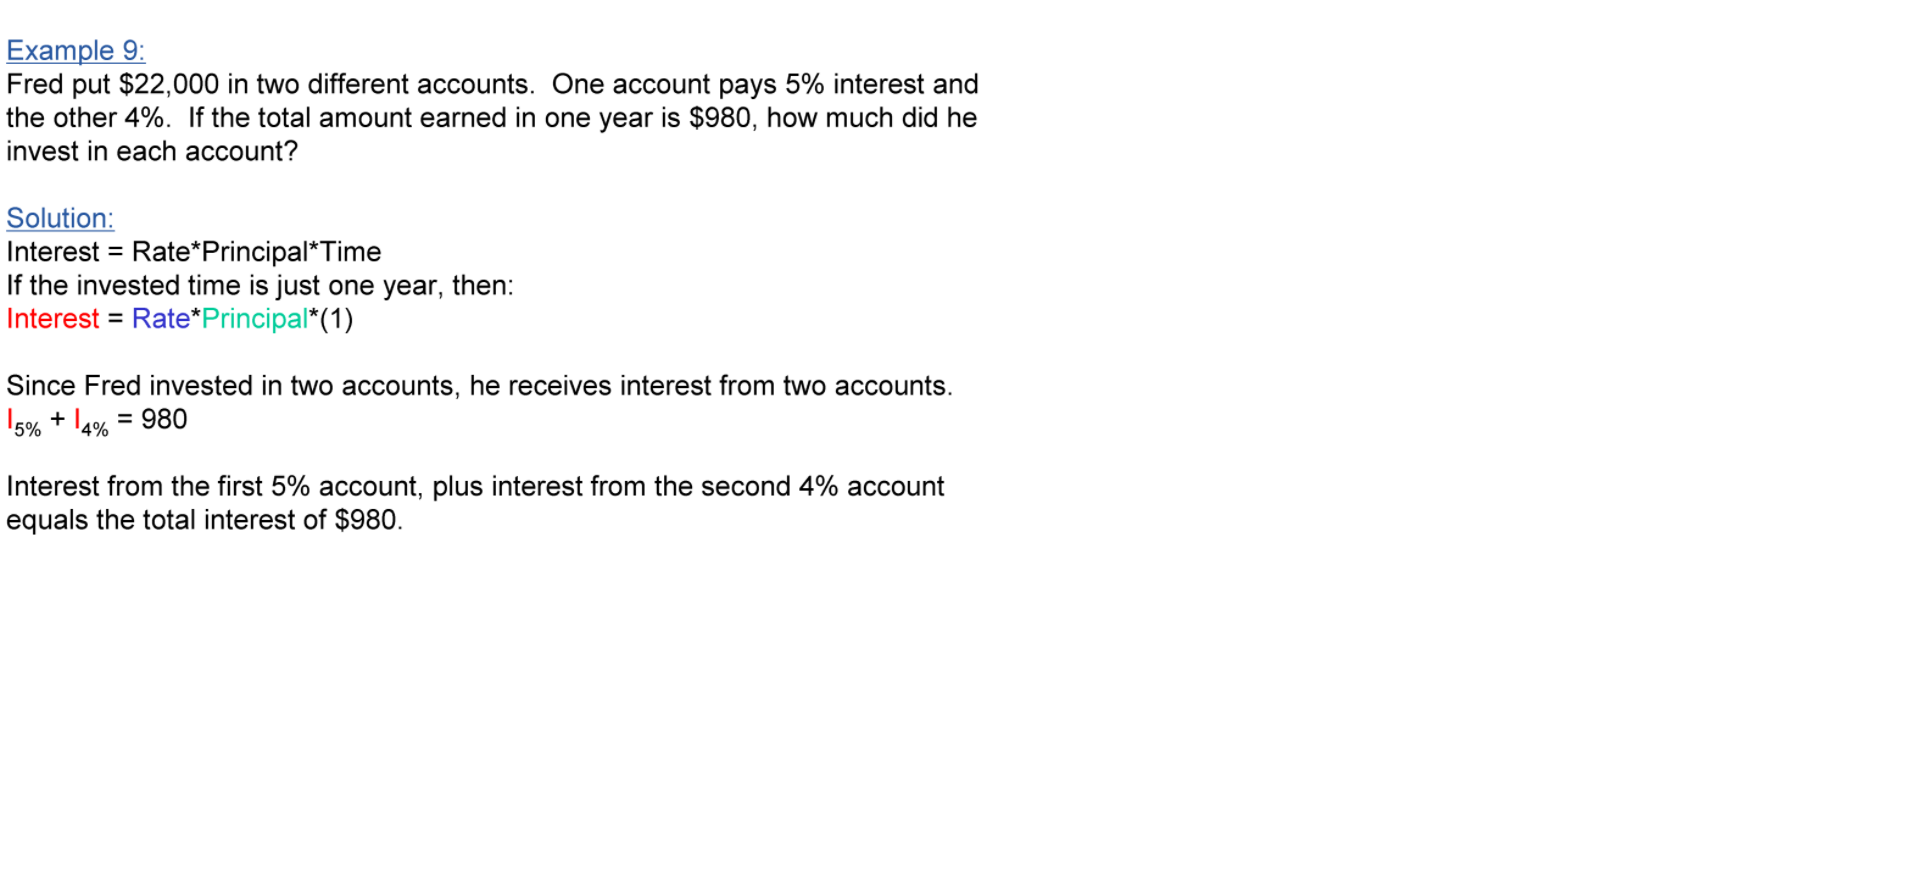 Example 9:
Fred put $22,000 in two different accounts.  One account pays 5% interest and
the other 4%.  If the total amount earned in one year is $980, how much did he
invest in each account?
Solution:
Interest = Rate*Principal*Time
If the invested time is just one year, then:
Interest = Rate*Principal*(1)
Since Fred invested in two accounts, he receives interest from two accounts.
I5% + I4% = 980
Interest from the first 5% account, plus interest from the second 4% account
equals the total interest of $980.